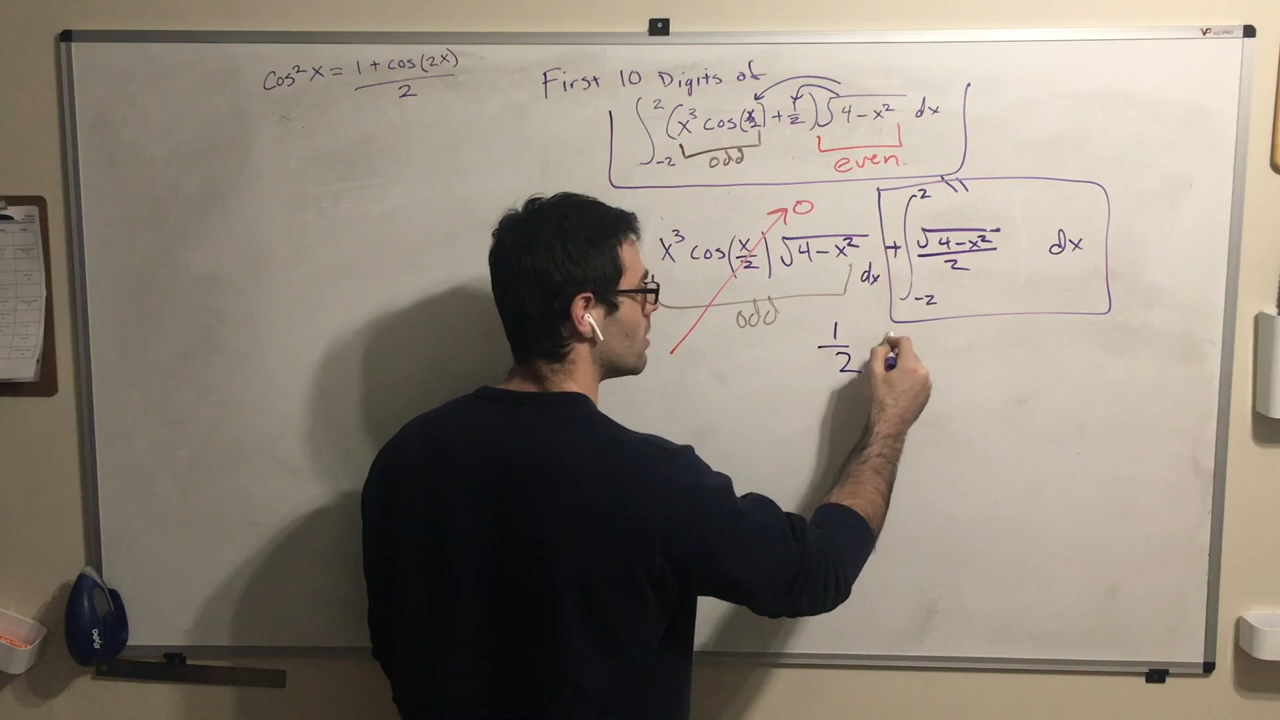 cos²x = 1 + cos(2x) / 2
First 10 Digits of
∫₋₂² (x³ cos(x/2) + 1/2) √4−x² dx
odd even
0
x³ cos(x/2) √4−x² dx + ∫₋₂² √4−x² / 2 dx
odd
1/2